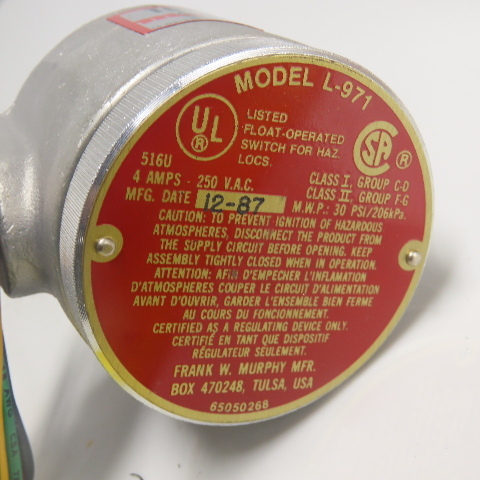 MODEL L-971
UL
LISTED
FLOAT-OPERATED
SWITCH FOR HAZ.
LOCS.
SA
®
®
516U
4 AMPS - 250 V.A.C.
CLASS I, GROUP C-D
CLASS II, GROUP F-G
MFG. DATE 12-87 M.W.P.: 30 PSI/206kPa.
CAUTION: TO PREVENT IGNITION OF HAZARDOUS
ATMOSPHERES, DISCONNECT THE PRODUCT FROM
THE SUPPLY CIRCUIT BEFORE OPENING. KEEP
ASSEMBLY TIGHTLY CLOSED WHEN IN OPERATION.
ATTENTION: AFIN D'EMPECHER L'INFLAMATION
D'ATMOSPHERES COUPER LE CIRCUIT D'ALIMENTATION
AVANT D'OUVRIR, GARDER L'ENSEMBLE BIEN FERME
AU COURS DU FONCIONNEMENT.
CERTIFIED AS A REGULATING DEVICE ONLY.
CERTIFIÉ EN TANT QUE DISPOSITIF
RÉGULATEUR SEULEMENT.
FRANK W. MURPHY MFR.
BOX 470248, TULSA, USA
65050268